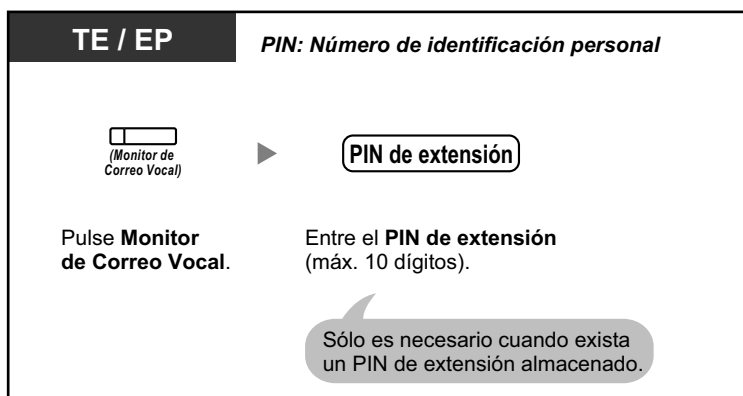 TE / EP
PIN: Número de identificación personal
(Monitor de
Correo Vocal)
PIN de extensión
Pulse Monitor
de Correo Vocal.
Entre el PIN de extensión
(máx. 10 dígitos).
Sólo es necesario cuando exista
un PIN de extensión almacenado.